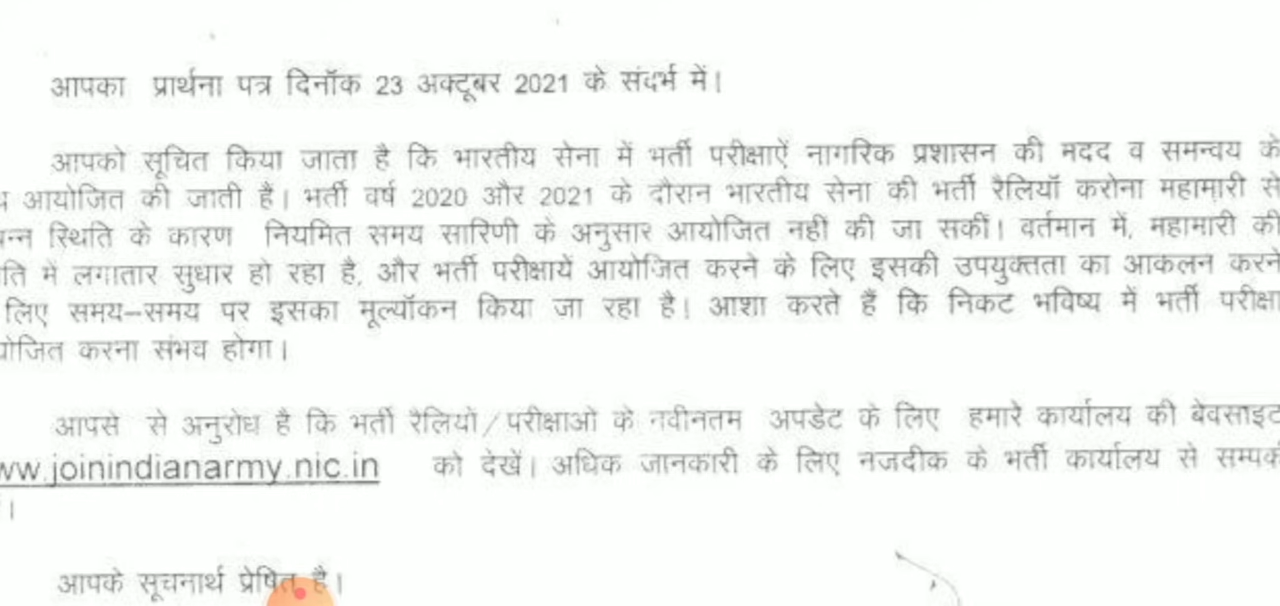 आपका प्रार्थना पत्र दिनॉक 23 अक्टूबर 2021 के संदर्भ में।
आपको सूचित किया जाता है कि भारतीय सेना में भर्ती परीक्षाऐं नागरिक प्रशासन की मदद व समन्वय के
आयोजित की जाती हैं। भर्ती वर्ष 2020 और 2021 के दौरान भारतीय सेना की भर्ती रैलियॉ करोना महामारी से
स्थिति के कारण नियमित समय सारिणी के अनुसार आयोजित नहीं की जा सकीं। वर्तमान में, महामारी की
ति में लगातार सुधार हो रहा है, और भर्ती परीक्षायें आयोजित करने के लिए इसकी उपयुक्तता का आकलन करने
लिए समय–समय पर इसका मूल्यॉकन किया जा रहा है। आशा करते हैं कि निकट भविष्य में भर्ती परीक्षा
योजित करना संभव होगा।
आपसे से अनुरोध है कि भर्ती रैलियों/परीक्षाओं के नवीनतम अपडेट के लिए हमारे कार्यालय की बेवसाइट
ww.joinindianarmy.nic.in को देखें। अधिक जानकारी के लिए नजदीक के भर्ती कार्यालय से सम्पर्क
।
आपके सूचनार्थ प्रेषित है।